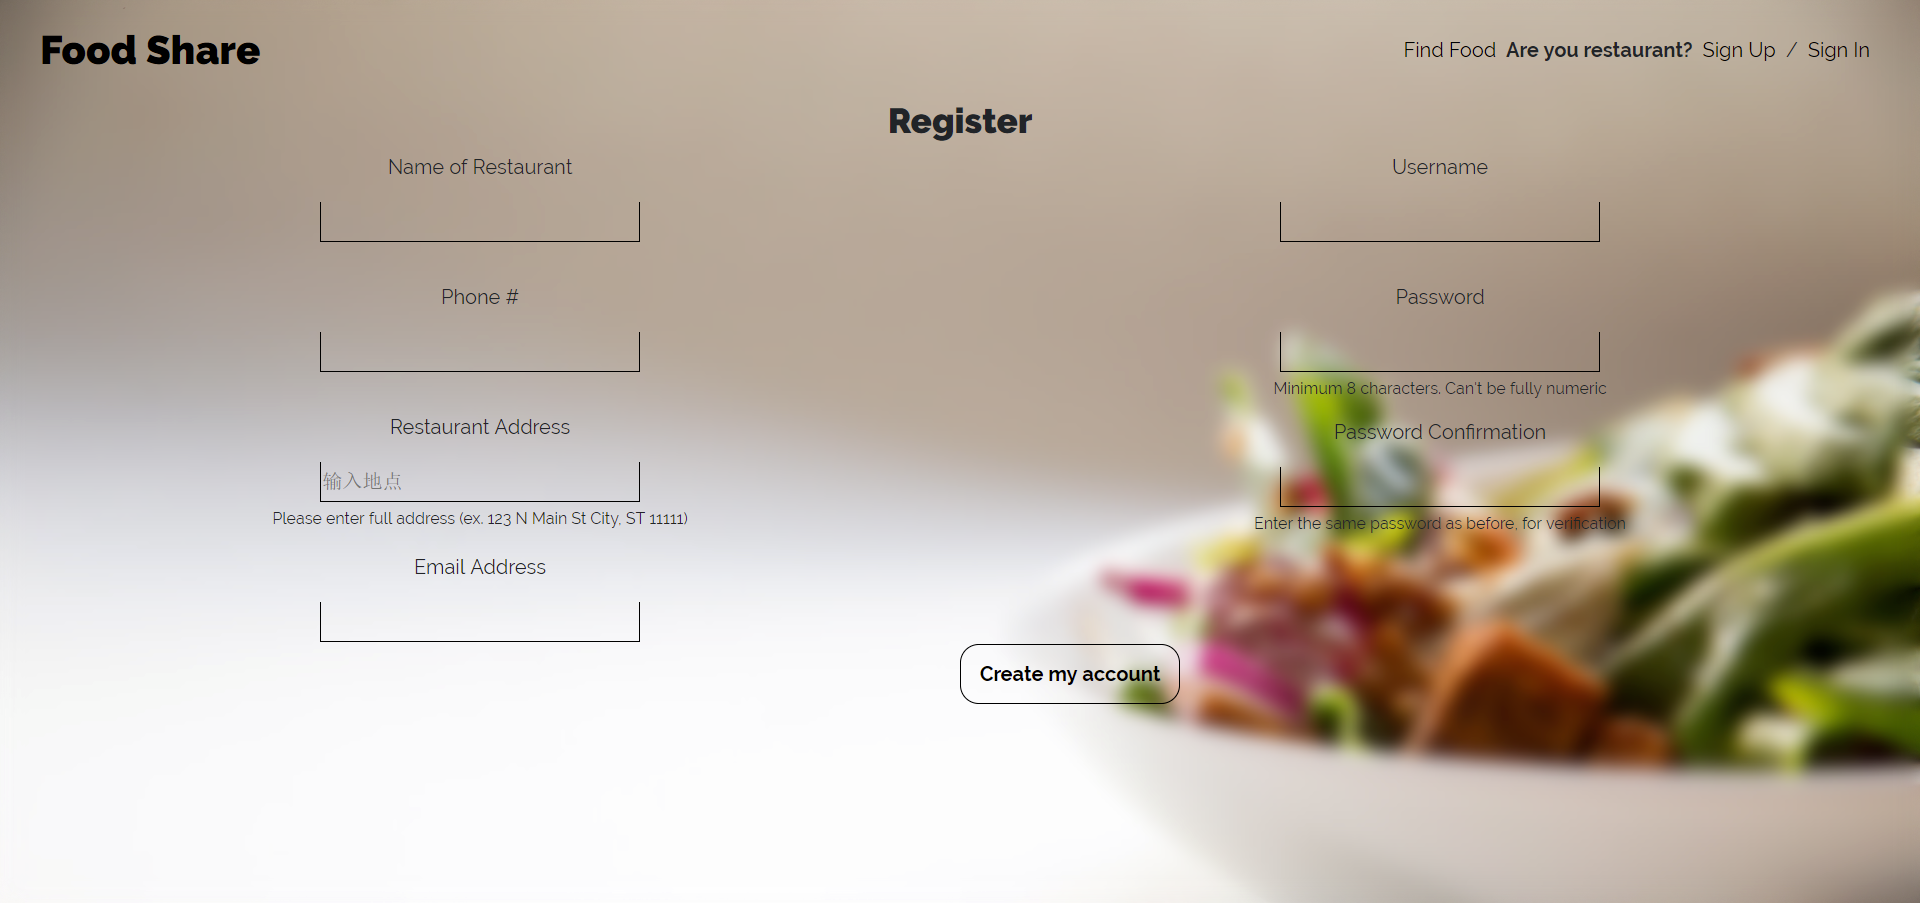 Food Share
Find Food Are you restaurant? Sign Up / Sign In
Register
Name of Restaurant
Phone #
Restaurant Address
输入地点
Please enter full address (ex. 123 N Main St City, ST 11111)
Email Address
Username
Password
Minimum 8 characters. Can't be fully numeric
Password Confirmation
Enter the same password as before, for verification
Create my account